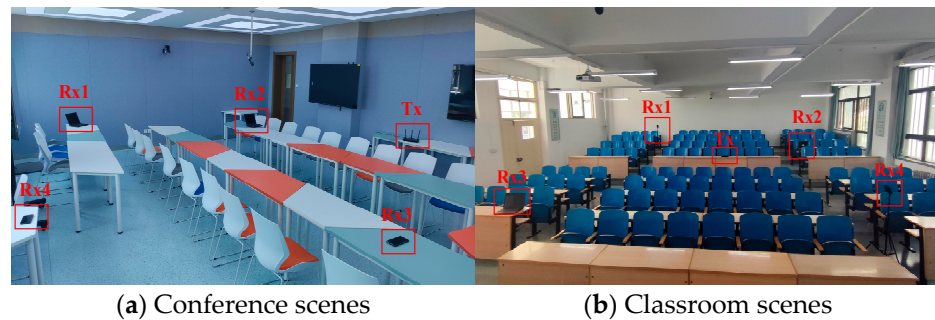 Rx1
Rx2
Tx
Rx4
Rx3
(a) Conference scenes
Rx1
Rx2
Tx
Rx3
Rx4
(b) Classroom scenes